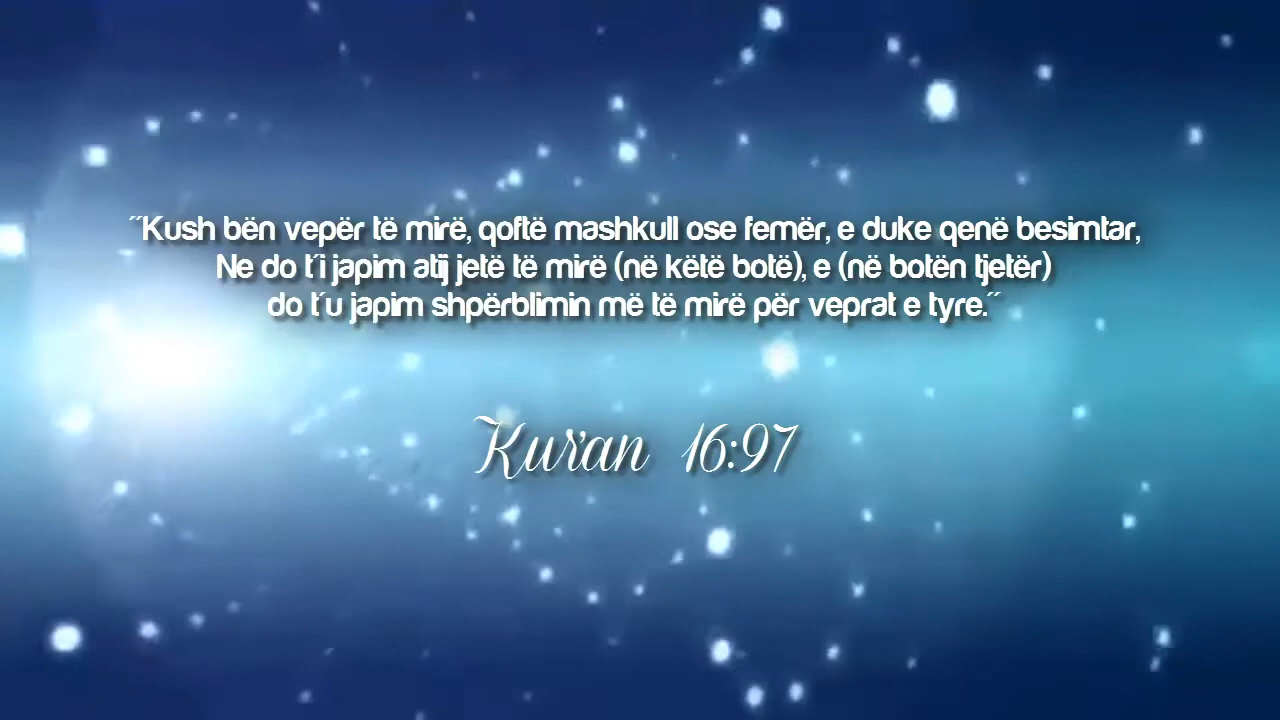 ˝Kush bën vepër të mirë, qoftë mashkull ose femër, e duke qenë besimtar,
Ne do t´i japim atij jetë të mirë (në këtë botë), e (në botën tjetër)
do t´u japim shpërblimin më të mirë për veprat e tyre.˝
Kur'an 16:97